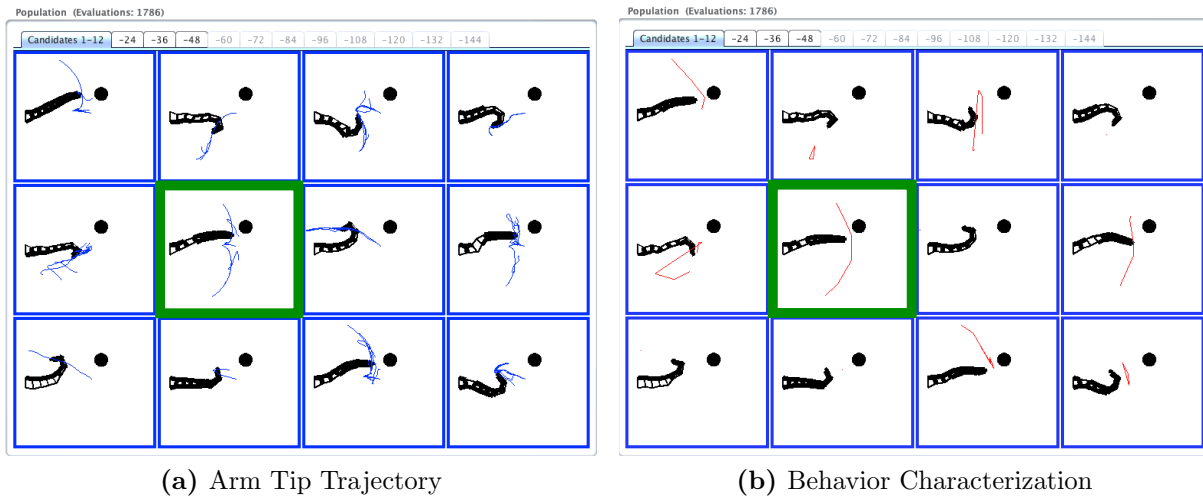 Population (Evaluations: 1786)
Candidates 1-12 -24 -36 -48 -60 -72 -84 -96 -108 -120 -132 -144
(a) Arm Tip Trajectory
Population (Evaluations: 1786)
Candidates 1-12 -24 -36 -48 -60 -72 -84 -96 -108 -120 -132 -144
(b) Behavior Characterization